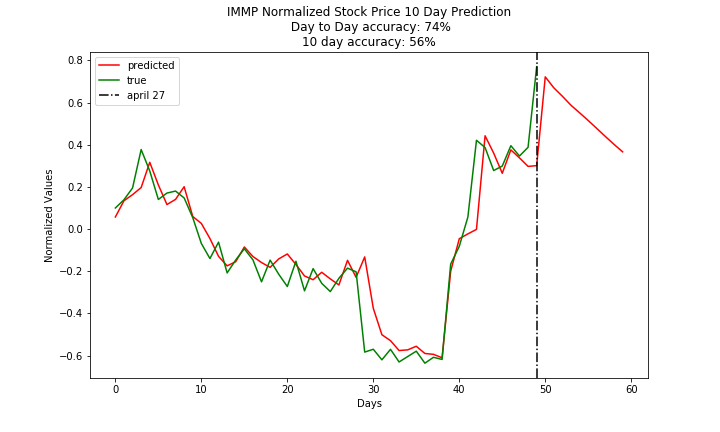 IMMP Normalized Stock Price 10 Day Prediction
Day to Day accuracy: 74%
10 day accuracy: 56%
predicted
true
april 27
Normalized Values
0.8
0.6
0.4
0.2
0.0
−0.2
−0.4
−0.6
0 10 20 30 40 50 60
Days